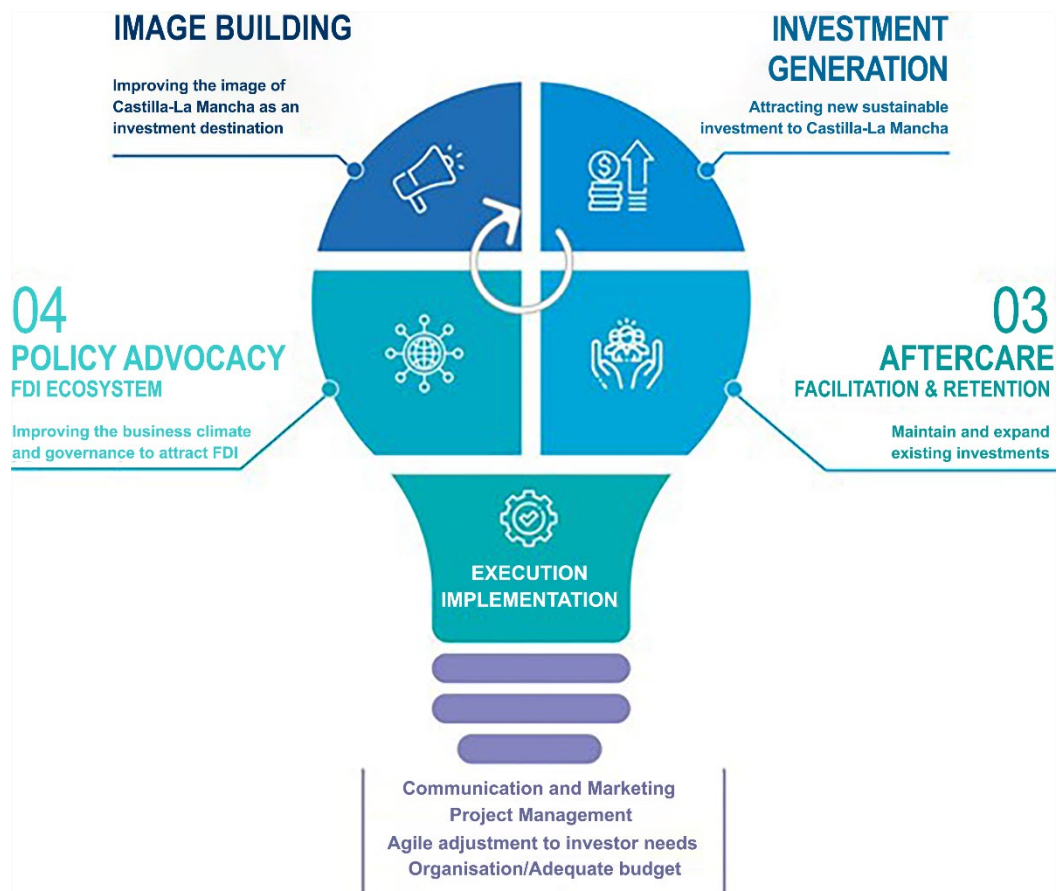 IMAGE BUILDING
Improving the image of
Castilla-La Mancha as an
investment destination
INVESTMENT
GENERATION
Attracting new sustainable
investment to Castilla-La Mancha
04
POLICY ADVOCACY
FDI ECOSYSTEM
Improving the business climate
and governance to attract FDI
03
AFTERCARE
FACILITATION & RETENTION
Maintain and expand
existing investments
$
EXECUTION
IMPLEMENTATION
Communication and Marketing
Project Management
Agile adjustment to investor needs
Organisation/Adequate budget